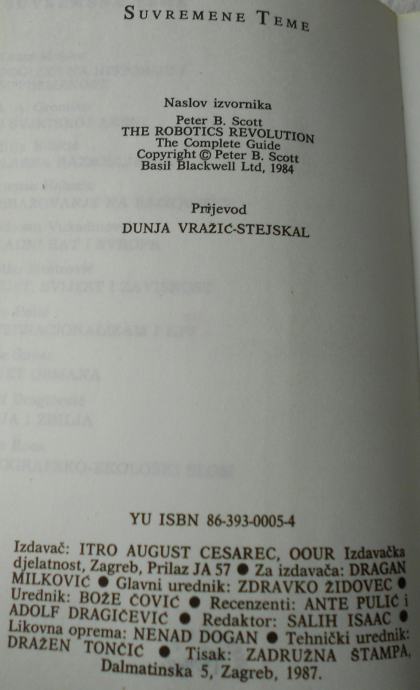 SUVREMENE TEME
Naslov izvornika
Peter B. Scott
THE ROBOTICS REVOLUTION
The Complete Guide
Copyright © Peter B. Scott
Basil Blackwell Ltd, 1984
Prijevod
DUNJA VRAŽIĆ-STEJSKAL
YU ISBN 86-393-0005-4
Izdavač: ITRO AUGUST CESAREC, OOUR Izdavačka
djelatnost, Zagreb, Prilaz JA 57 ● Za izdavača: DRAGAN
MILKOVIĆ ● Glavni urednik: ZDRAVKO ŽIDOVEC ●
Urednik: BOŽE ČOVIĆ ● Recenzenti: ANTE PULIĆ i
ADOLF DRAGIČEVIĆ ● Redaktor: SALIH ISAAC ●
Likovna oprema: NENAD DOGAN ● Tehnički urednik:
DRAŽEN TONČIĆ ● Tisak: ZADRUŽNA ŠTAMPA,
Dalmatinska 5, Zagreb, 1987.